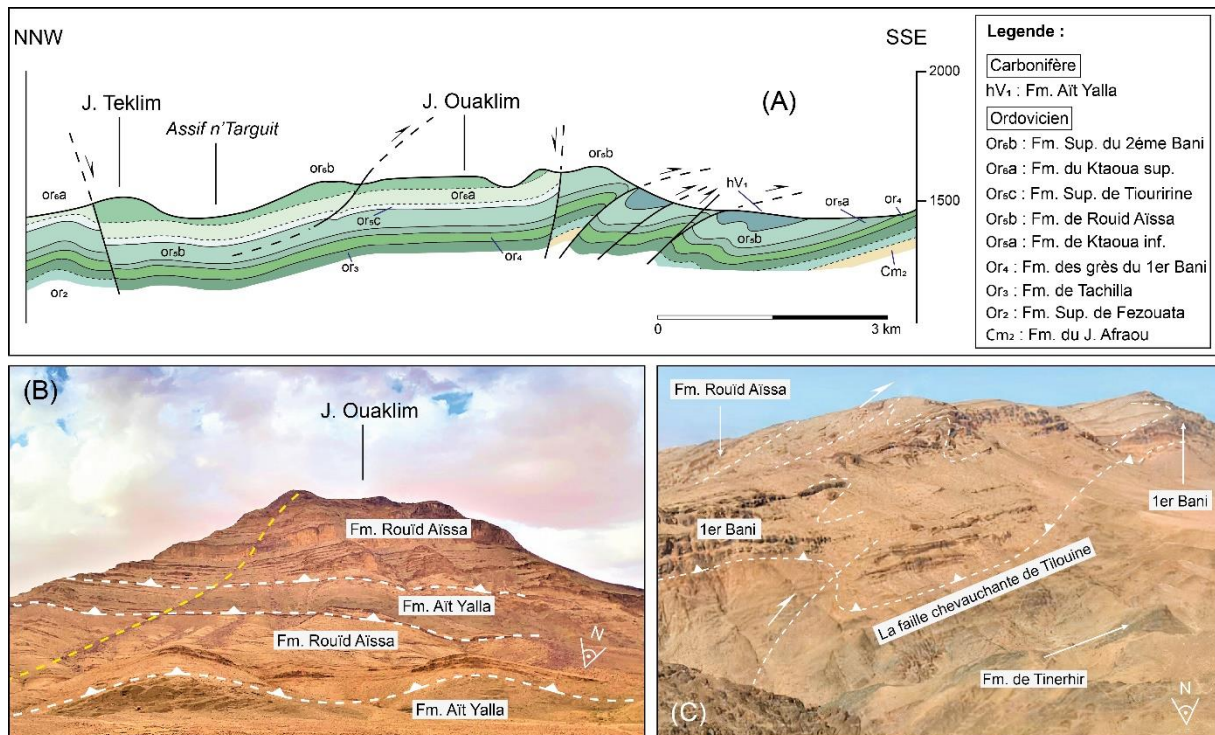 NNW
SSE
2000
1500
J. Teklim
Assif n'Targuit
J. Ouaklim
(A)
or₆a
or₆b
or₆a
or₅c
or₅b
or₂
or₃
or₄
or₆b
hV₁
or₅b
or₅a
or₄
Cm₂
0
3 km
Legende :
Carbonifère
hV₁ : Fm. Aït Yalla
Ordovicien
Or₆b : Fm. Sup. du 2éme Bani
Or₆a : Fm. du Ktaoua sup.
Or₅c : Fm. Sup. de Tiouririne
Or₅b : Fm. de Rouid Aïssa
Or₅a : Fm. de Ktaoua inf.
Or₄ : Fm. des grès du 1er Bani
Or₃ : Fm. de Tachilla
Or₂ : Fm. Sup. de Fezouata
Cm₂ : Fm. du J. Afraou
(B)
J. Ouaklim
Fm. Rouïd Aïssa
Fm. Aït Yalla
Fm. Rouïd Aïssa
Fm. Aït Yalla
N
Fm. Rouïd Aïssa
1er Bani
1er Bani
La faille chevauchante de Tilouine
Fm. de Tinerhir
N
(C)